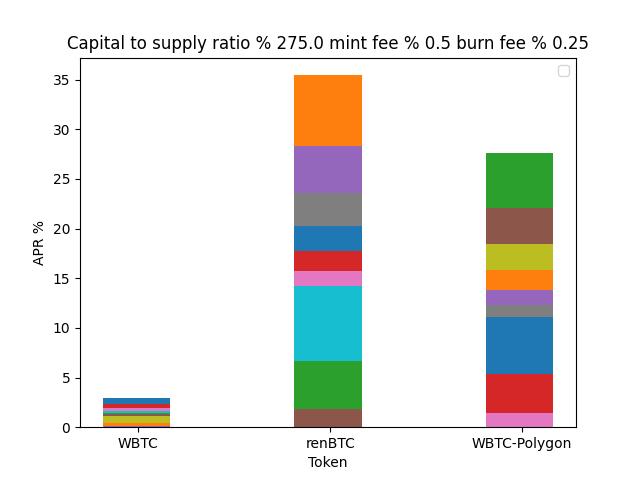 Capital to supply ratio % 275.0 mint fee % 0.5 burn fee % 0.25
APR %
35
30
25
20
15
10
5
0
WBTC renBTC WBTC-Polygon
Token